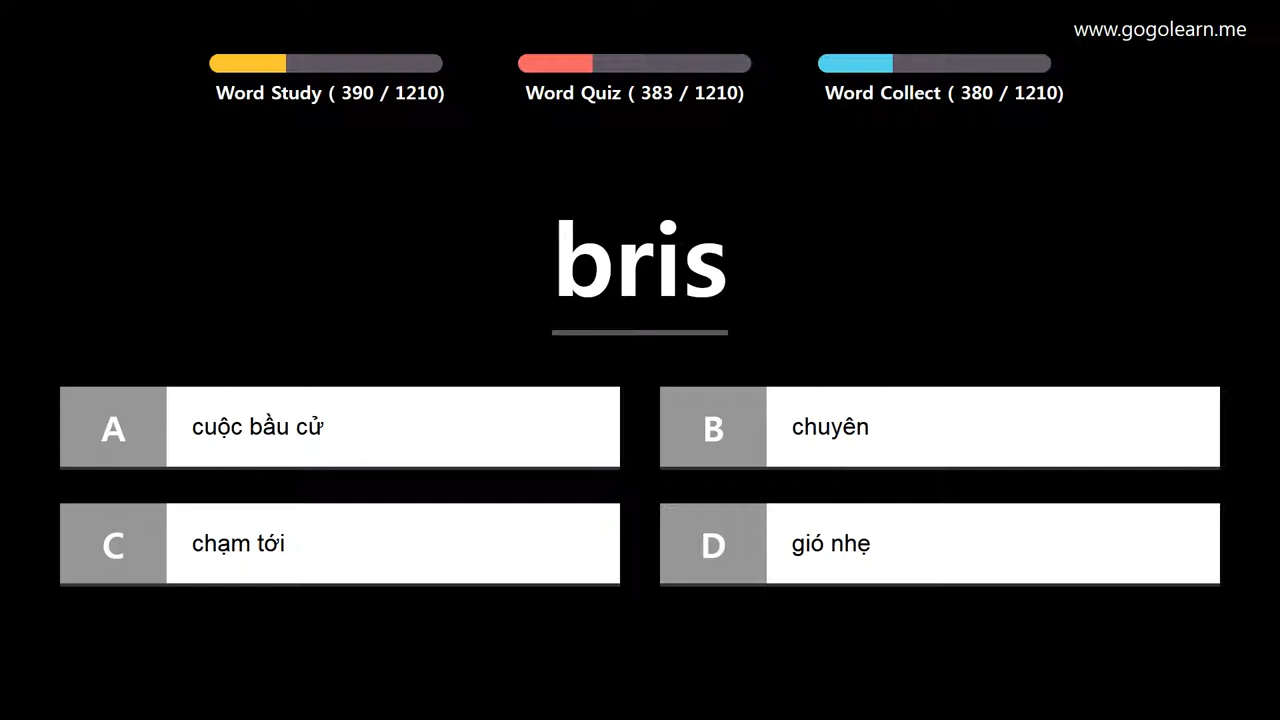 www.gogolearn.me
Word Study ( 390 / 1210)
Word Quiz ( 383 / 1210)
Word Collect ( 380 / 1210)
bris
A cuộc bầu cử
B chuyên
C chạm tới
D gió nhẹ